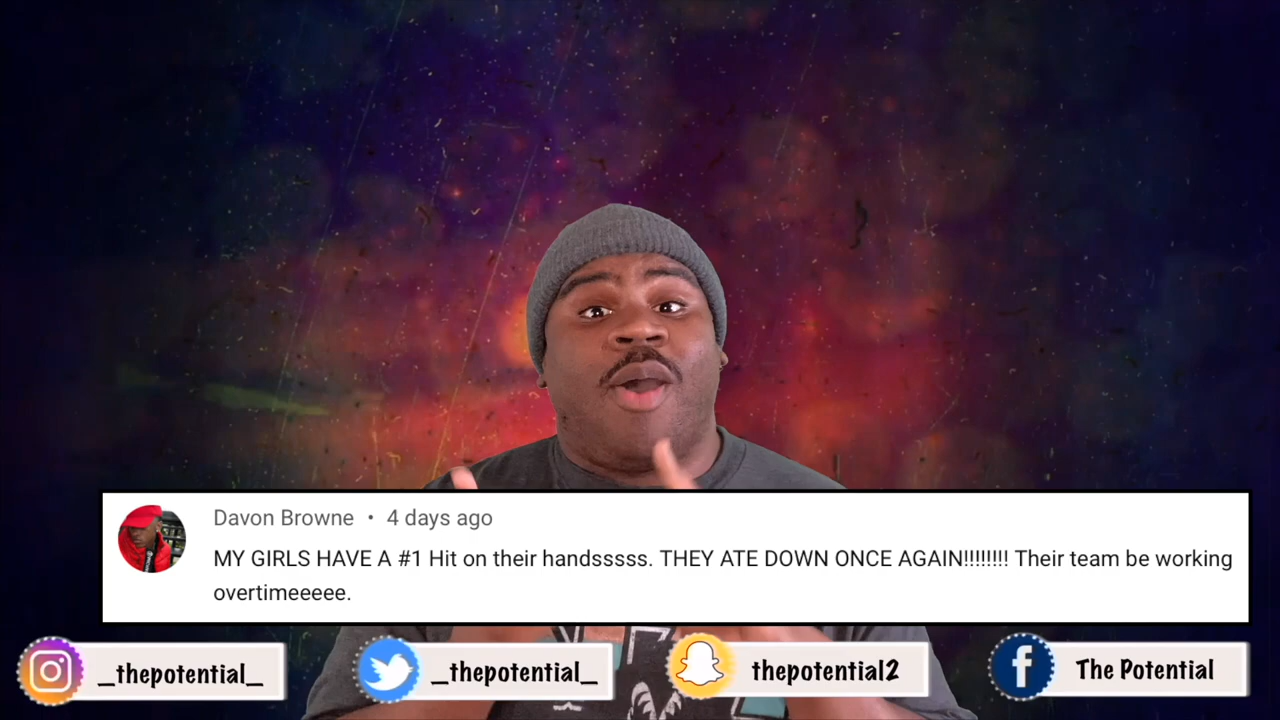 Davon Browne • 4 days ago
MY GIRLS HAVE A #1 Hit on their handsssss. THEY ATE DOWN ONCE AGAIN!!!!!!!! Their team be working
overtimeeeee.
_thepotential_
_thepotential_
thepotential2
The Potential